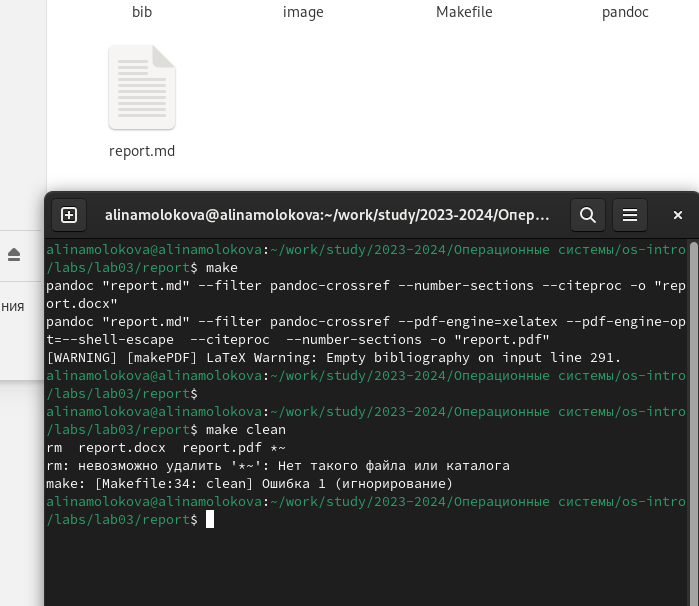 bib image Makefile pandoc
report.md
ния
alinamolokova@alinamolokova:~/work/study/2023-2024/Опер...
alinamolokova@alinamolokova:~/work/study/2023-2024/Операционные системы/os-intro
/labs/lab03/report$ make
pandoc "report.md" --filter pandoc-crossref --number-sections --citeproc -o "rep
ort.docx"
pandoc "report.md" --filter pandoc-crossref --pdf-engine=xelatex --pdf-engine-op
t=--shell-escape  --citeproc  --number-sections -o "report.pdf"
[WARNING] [makePDF] LaTeX Warning: Empty bibliography on input line 291.
alinamolokova@alinamolokova:~/work/study/2023-2024/Операционные системы/os-intro
/labs/lab03/report$
alinamolokova@alinamolokova:~/work/study/2023-2024/Операционные системы/os-intro
/labs/lab03/report$ make clean
rm  report.docx  report.pdf *~
rm: невозможно удалить '*~': Нет такого файла или каталога
make: [Makefile:34: clean] Ошибка 1 (игнорирование)
alinamolokova@alinamolokova:~/work/study/2023-2024/Операционные системы/os-intro
/labs/lab03/report$